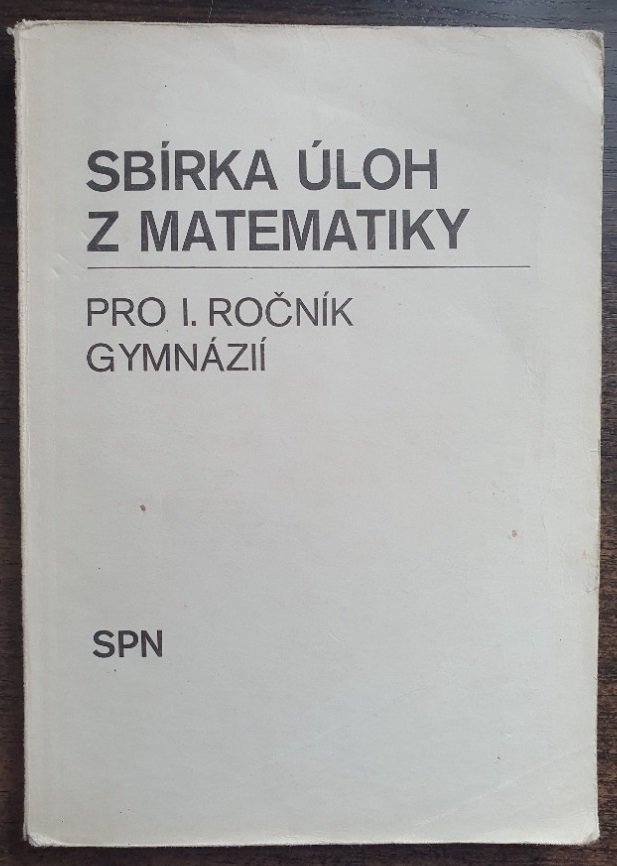 SBÍRKA ÚLOH
Z MATEMATIKY
PRO I. ROČNÍK
GYMNÁZIÍ
SPN